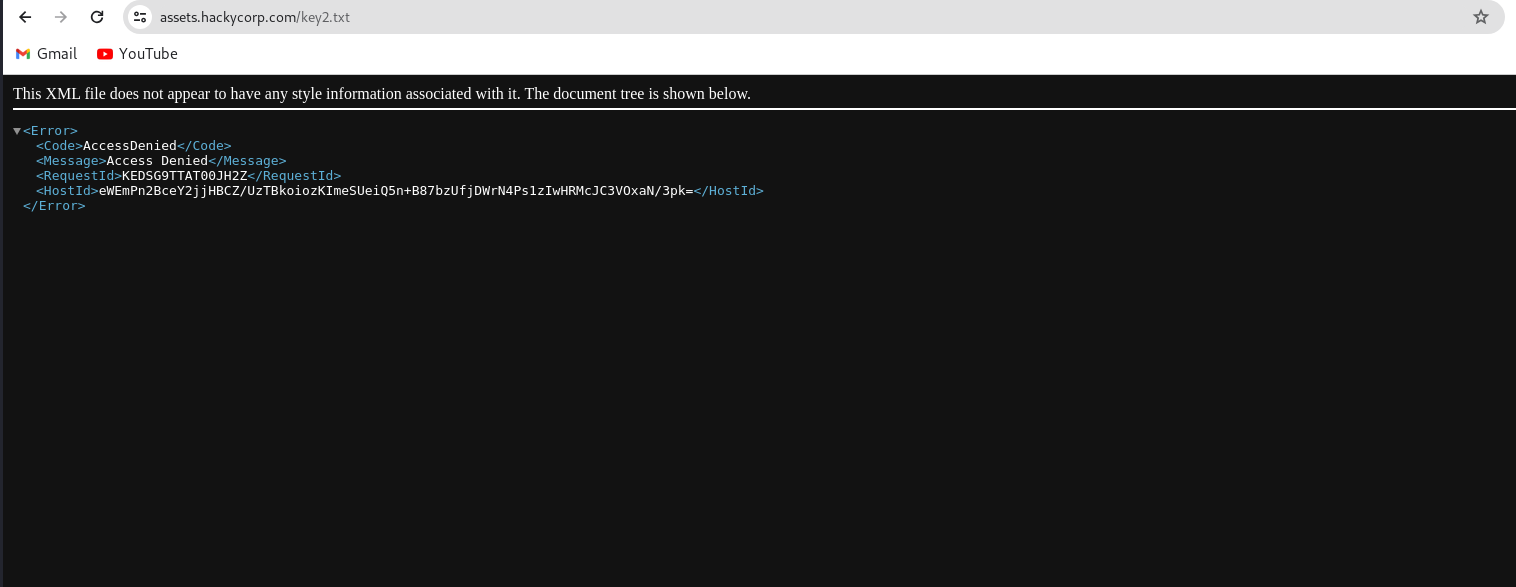 assets.hackycorp.com/key2.txt
Gmail YouTube
This XML file does not appear to have any style information associated with it. The document tree is shown below.
<Error>
<Code>AccessDenied</Code>
<Message>Access Denied</Message>
<RequestId>KEDSG9TTAT00JH2Z</RequestId>
<HostId>eWEmPn2BceY2jjHBCZ/UzTBkoiozKImeSUeiQ5n+B87bzUfjDWrN4Ps1zIwHRMcJC3VOxaN/3pk=</HostId>
</Error>